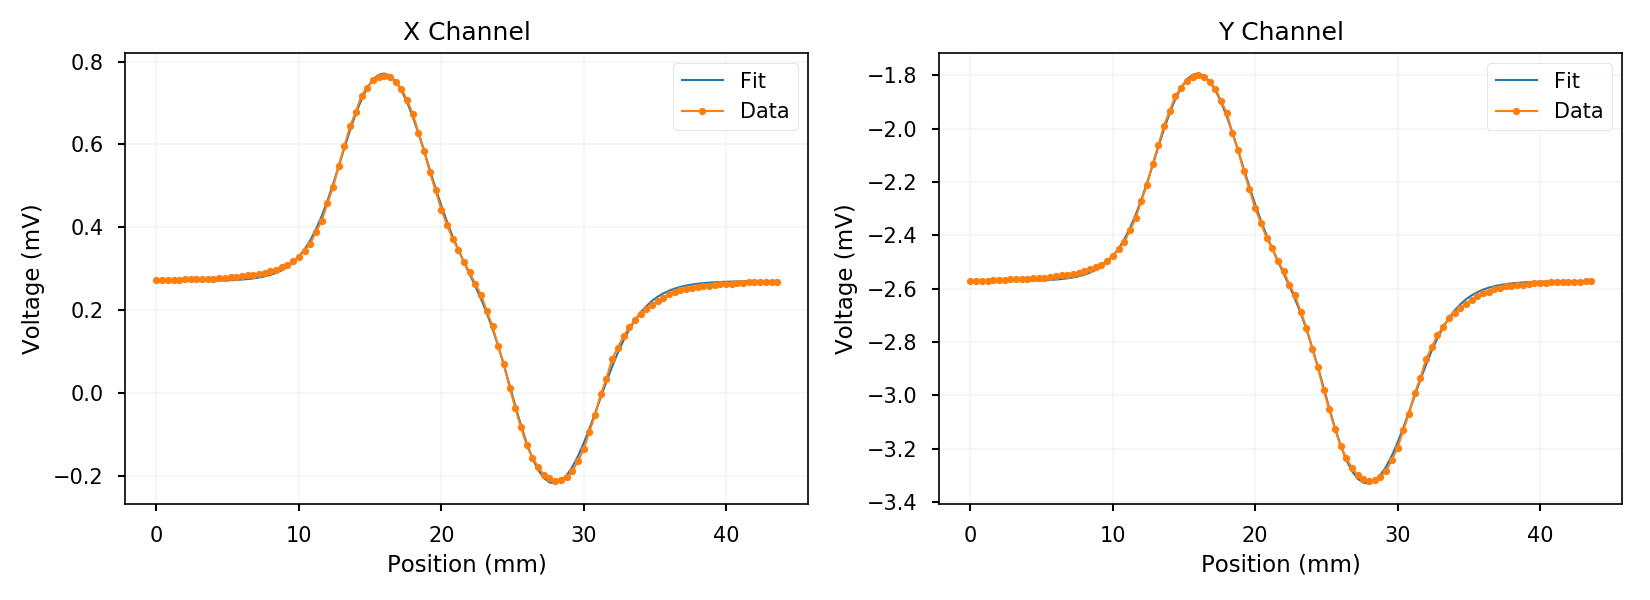 X Channel
Voltage (mV)
0.8
0.6
0.4
0.2
0.0
−0.2
0
10
20
30
40
Position (mm)
Fit
Data
Y Channel
Voltage (mV)
−1.8
−2.0
−2.2
−2.4
−2.6
−2.8
−3.0
−3.2
−3.4
0
10
20
30
40
Position (mm)
Fit
Data